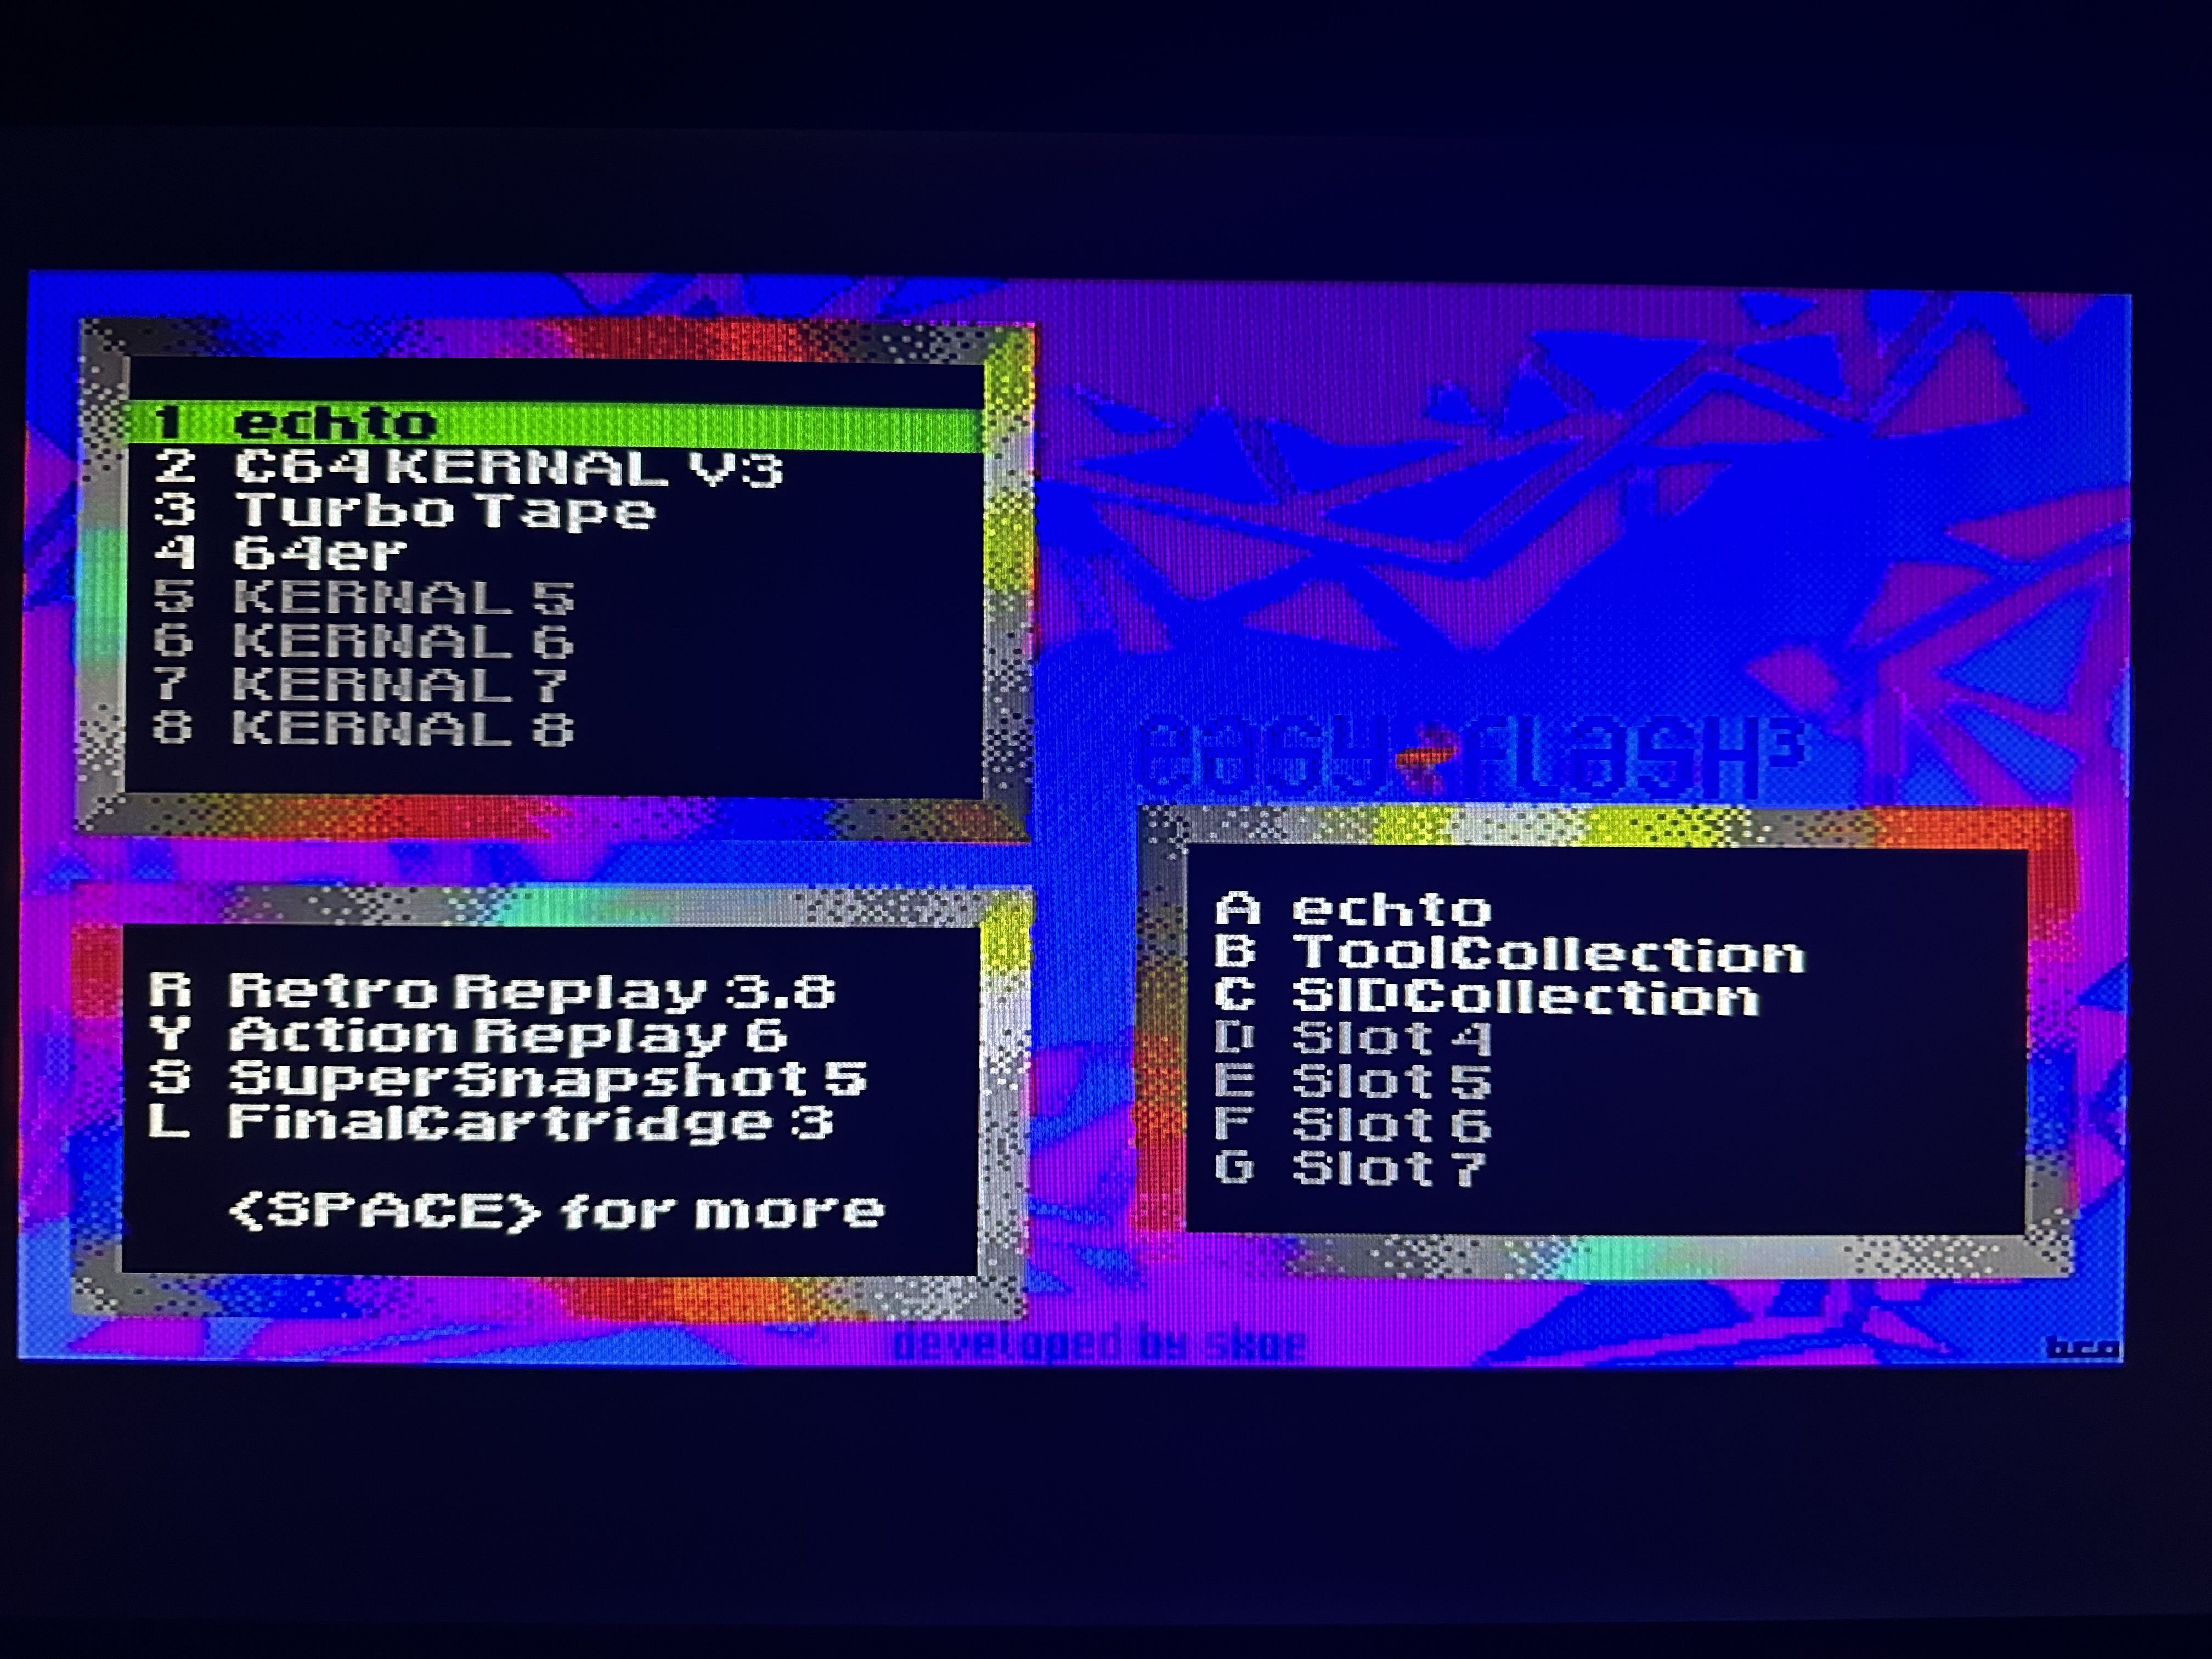 1 echto
2 C64 KERNAL V3
3 Turbo Tape
4 64er
5 KERNAL 5
6 KERNAL 6
7 KERNAL 7
8 KERNAL 8
easy flash³
R Retro Replay 3.8
Y Action Replay 6
S SuperSnapshot 5
L FinalCartridge 3
<SPACE> for more
A echto
B ToolCollection
C SIDCollection
D Slot 4
E Slot 5
F Slot 6
G Slot 7
developed by skoe